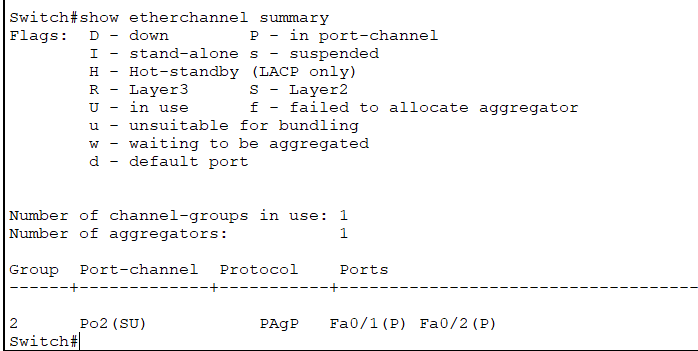 Switch#show etherchannel summary
Flags:  D - down        P - in port-channel
        I - stand-alone s - suspended
        H - Hot-standby (LACP only)
        R - Layer3      S - Layer2
        U - in use      f - failed to allocate aggregator
        u - unsuitable for bundling
        w - waiting to be aggregated
        d - default port
Number of channel-groups in use: 1
Number of aggregators:           1
Group  Port-channel  Protocol    Ports
------+-------------+-----------+----------------------------------------------
2      Po2(SU)           PAgP   Fa0/1(P) Fa0/2(P)
Switch#